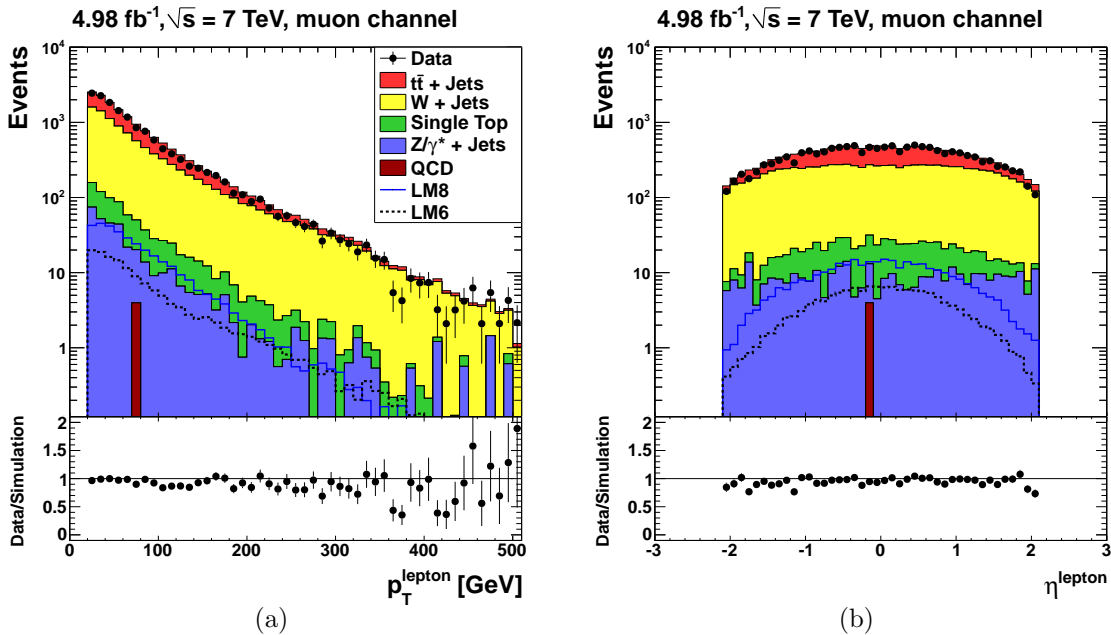 4.98 fb⁻¹,√s = 7 TeV, muon channel
Events
10⁴
10³
10²
10
1
Data
tt̄ + Jets
W + Jets
Single Top
Z/γ* + Jets
QCD
LM8
LM6
Data/Simulation
2
1.5
1
0.5
0
0 100 200 300 400 500
p_T^lepton [GeV]
(a)
4.98 fb⁻¹,√s = 7 TeV, muon channel
Events
10⁴
10³
10²
10
1
Data/Simulation
2
1.5
1
0.5
0
-3 -2 -1 0 1 2 3
η^lepton
(b)